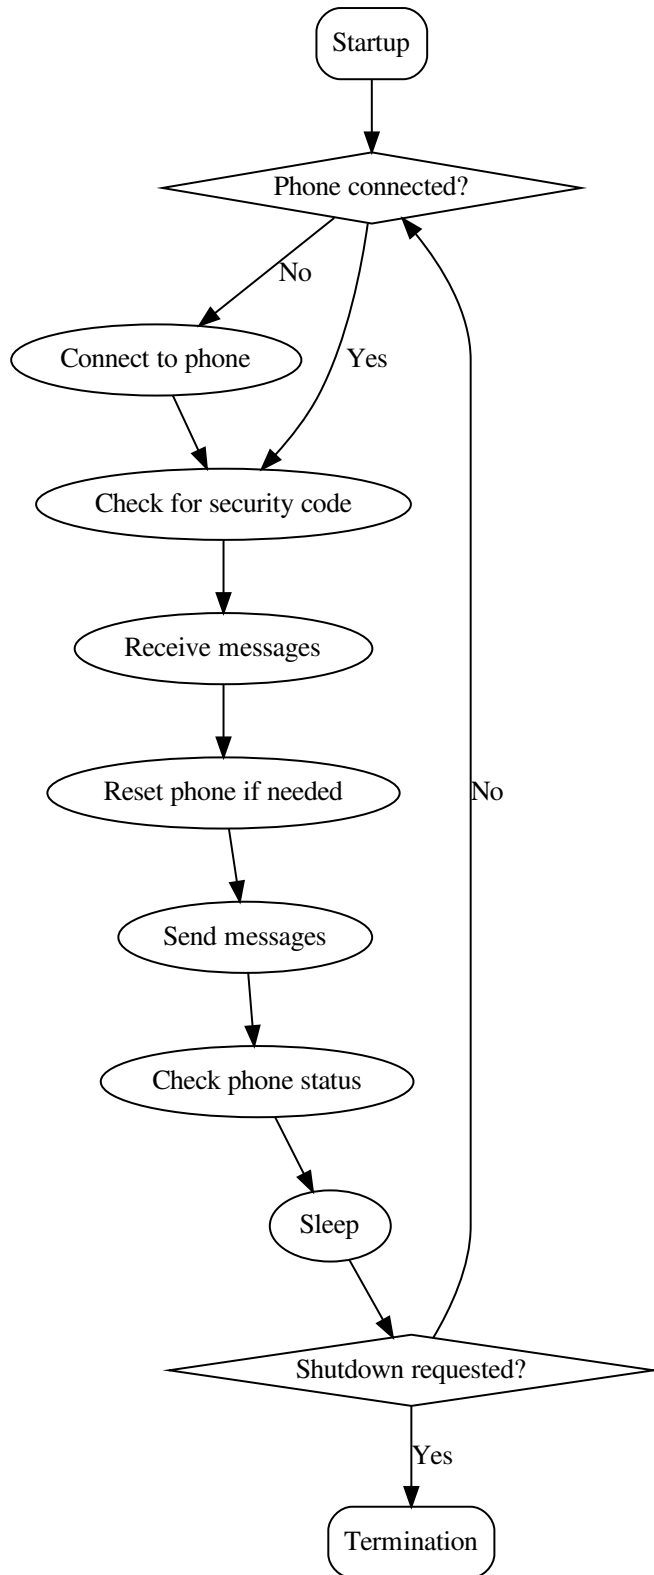 Startup
Phone connected?
No
Connect to phone
Yes
Check for security code
Receive messages
Reset phone if needed
No
Send messages
Check phone status
Sleep
Shutdown requested?
Yes
Termination